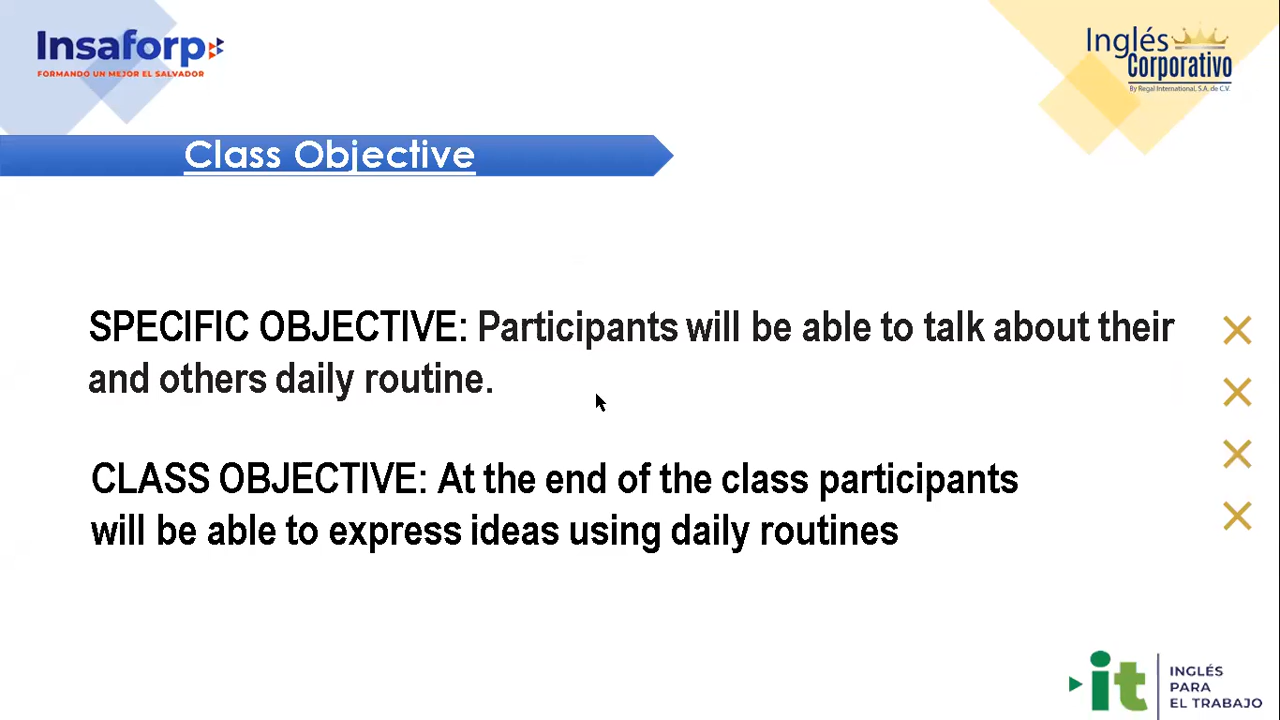 Insaforp
FORMANDO UN MEJOR EL SALVADOR
Inglés
Corporativo
By Regal International, S.A. de C.V.
Class Objective
SPECIFIC OBJECTIVE: Participants will be able to talk about their
and others daily routine.
CLASS OBJECTIVE: At the end of the class participants
will be able to express ideas using daily routines
it
INGLÉS
PARA
EL TRABAJO